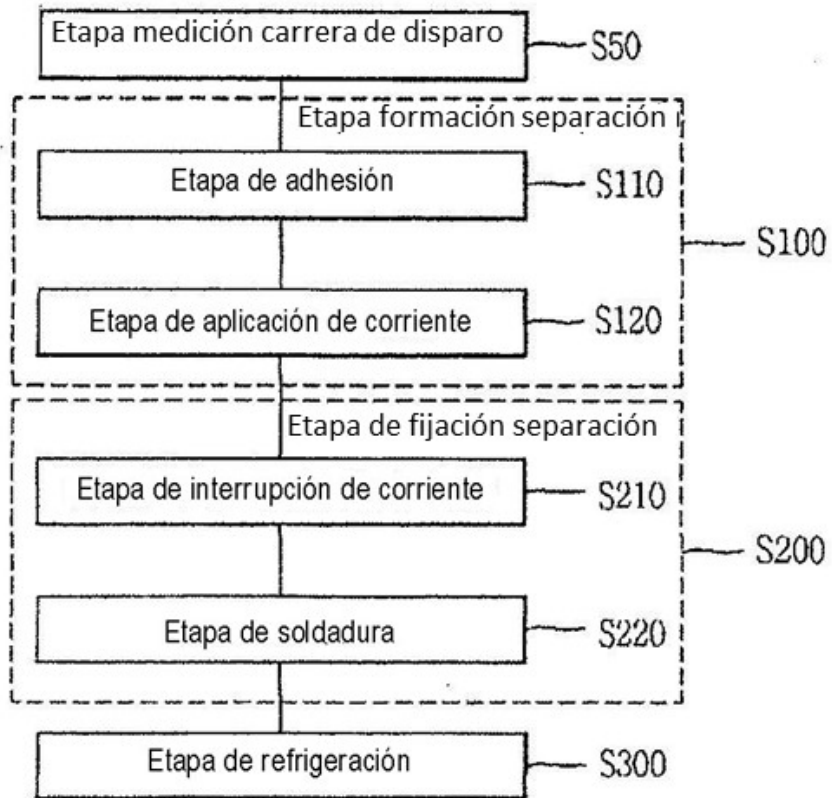 Etapa medición carrera de disparo
S50
Etapa formación separación
Etapa de adhesión
S110
S100
Etapa de aplicación de corriente
S120
Etapa de fijación separación
Etapa de interrupción de corriente
S210
S200
Etapa de soldadura
S220
Etapa de refrigeración
S300